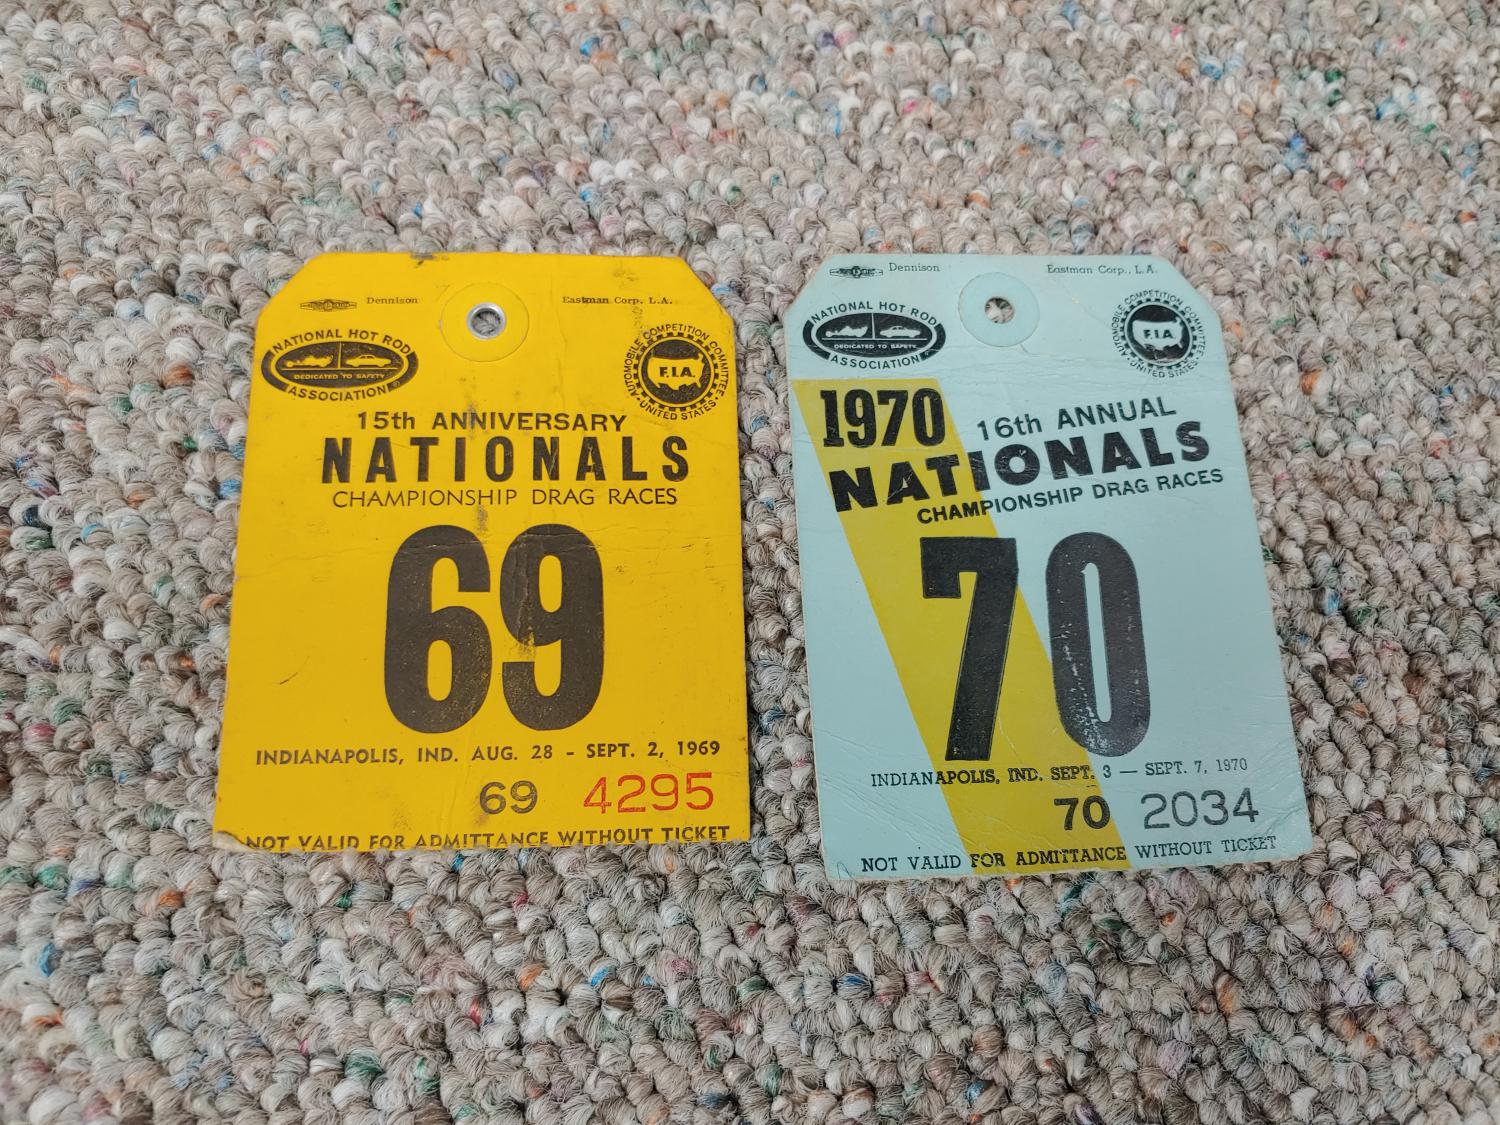 Dennison Eastman Corp. L.A.
NATIONAL HOT ROD
DEDICATED TO SAFETY
ASSOCIATION
AUTOMOBILE COMPETITION COMMITTEE
F.I.A.
UNITED STATES
15th ANNIVERSARY
NATIONALS
CHAMPIONSHIP DRAG RACES
69
INDIANAPOLIS, IND. AUG. 28 - SEPT. 2, 1969
69 4295
NOT VALID FOR ADMITTANCE WITHOUT TICKET
Dennison Eastman Corp., L.A.
NATIONAL HOT ROD
DEDICATED TO SAFETY
ASSOCIATION
AUTOMOBILE COMPETITION COMMITTEE
F.I.A.
UNITED STATES
1970 16th ANNUAL
NATIONALS
CHAMPIONSHIP DRAG RACES
70
INDIANAPOLIS, IND. SEPT. 3 — SEPT. 7, 1970
70 2034
NOT VALID FOR ADMITTANCE WITHOUT TICKET